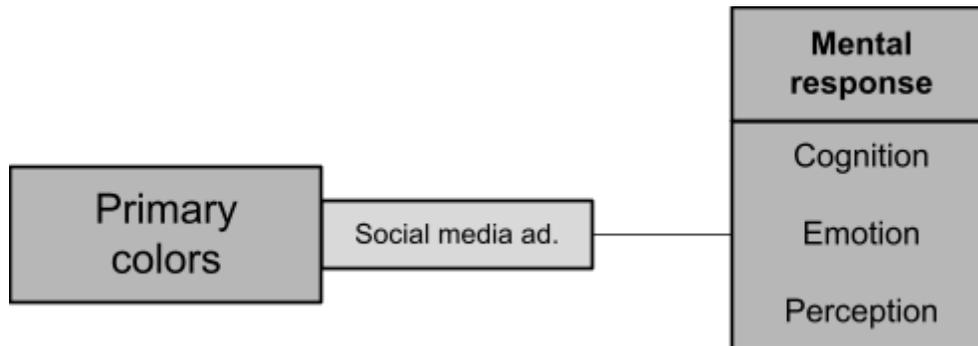 Primary
colors
Social media ad.
Mental
response
Cognition
Emotion
Perception